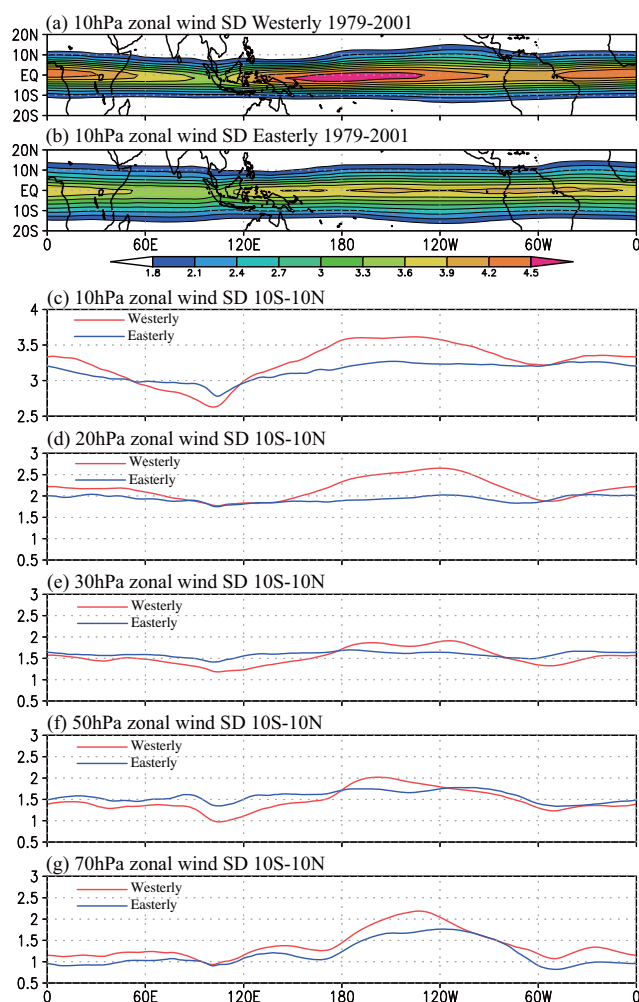 (a) 10hPa zonal wind SD Westerly 1979-2001
20N
10N
EQ
10S
20S
(b) 10hPa zonal wind SD Easterly 1979-2001
20N
10N
EQ
10S
20S
0 60E 120E 180 120W 60W 0
1.8 2.1 2.4 2.7 3 3.3 3.6 3.9 4.2 4.5
(c) 10hPa zonal wind SD 10S-10N
4
Westerly
3.5
Easterly
3
2.5
(d) 20hPa zonal wind SD 10S-10N
3
Westerly
2.5
Easterly
2
1.5
1
0.5
(e) 30hPa zonal wind SD 10S-10N
3
Westerly
2.5
Easterly
2
1.5
1
0.5
(f) 50hPa zonal wind SD 10S-10N
3
Westerly
2.5
Easterly
2
1.5
1
0.5
(g) 70hPa zonal wind SD 10S-10N
3
Westerly
2.5
Easterly
2
1.5
1
0.5
0 60E 120E 180 120W 60W 0